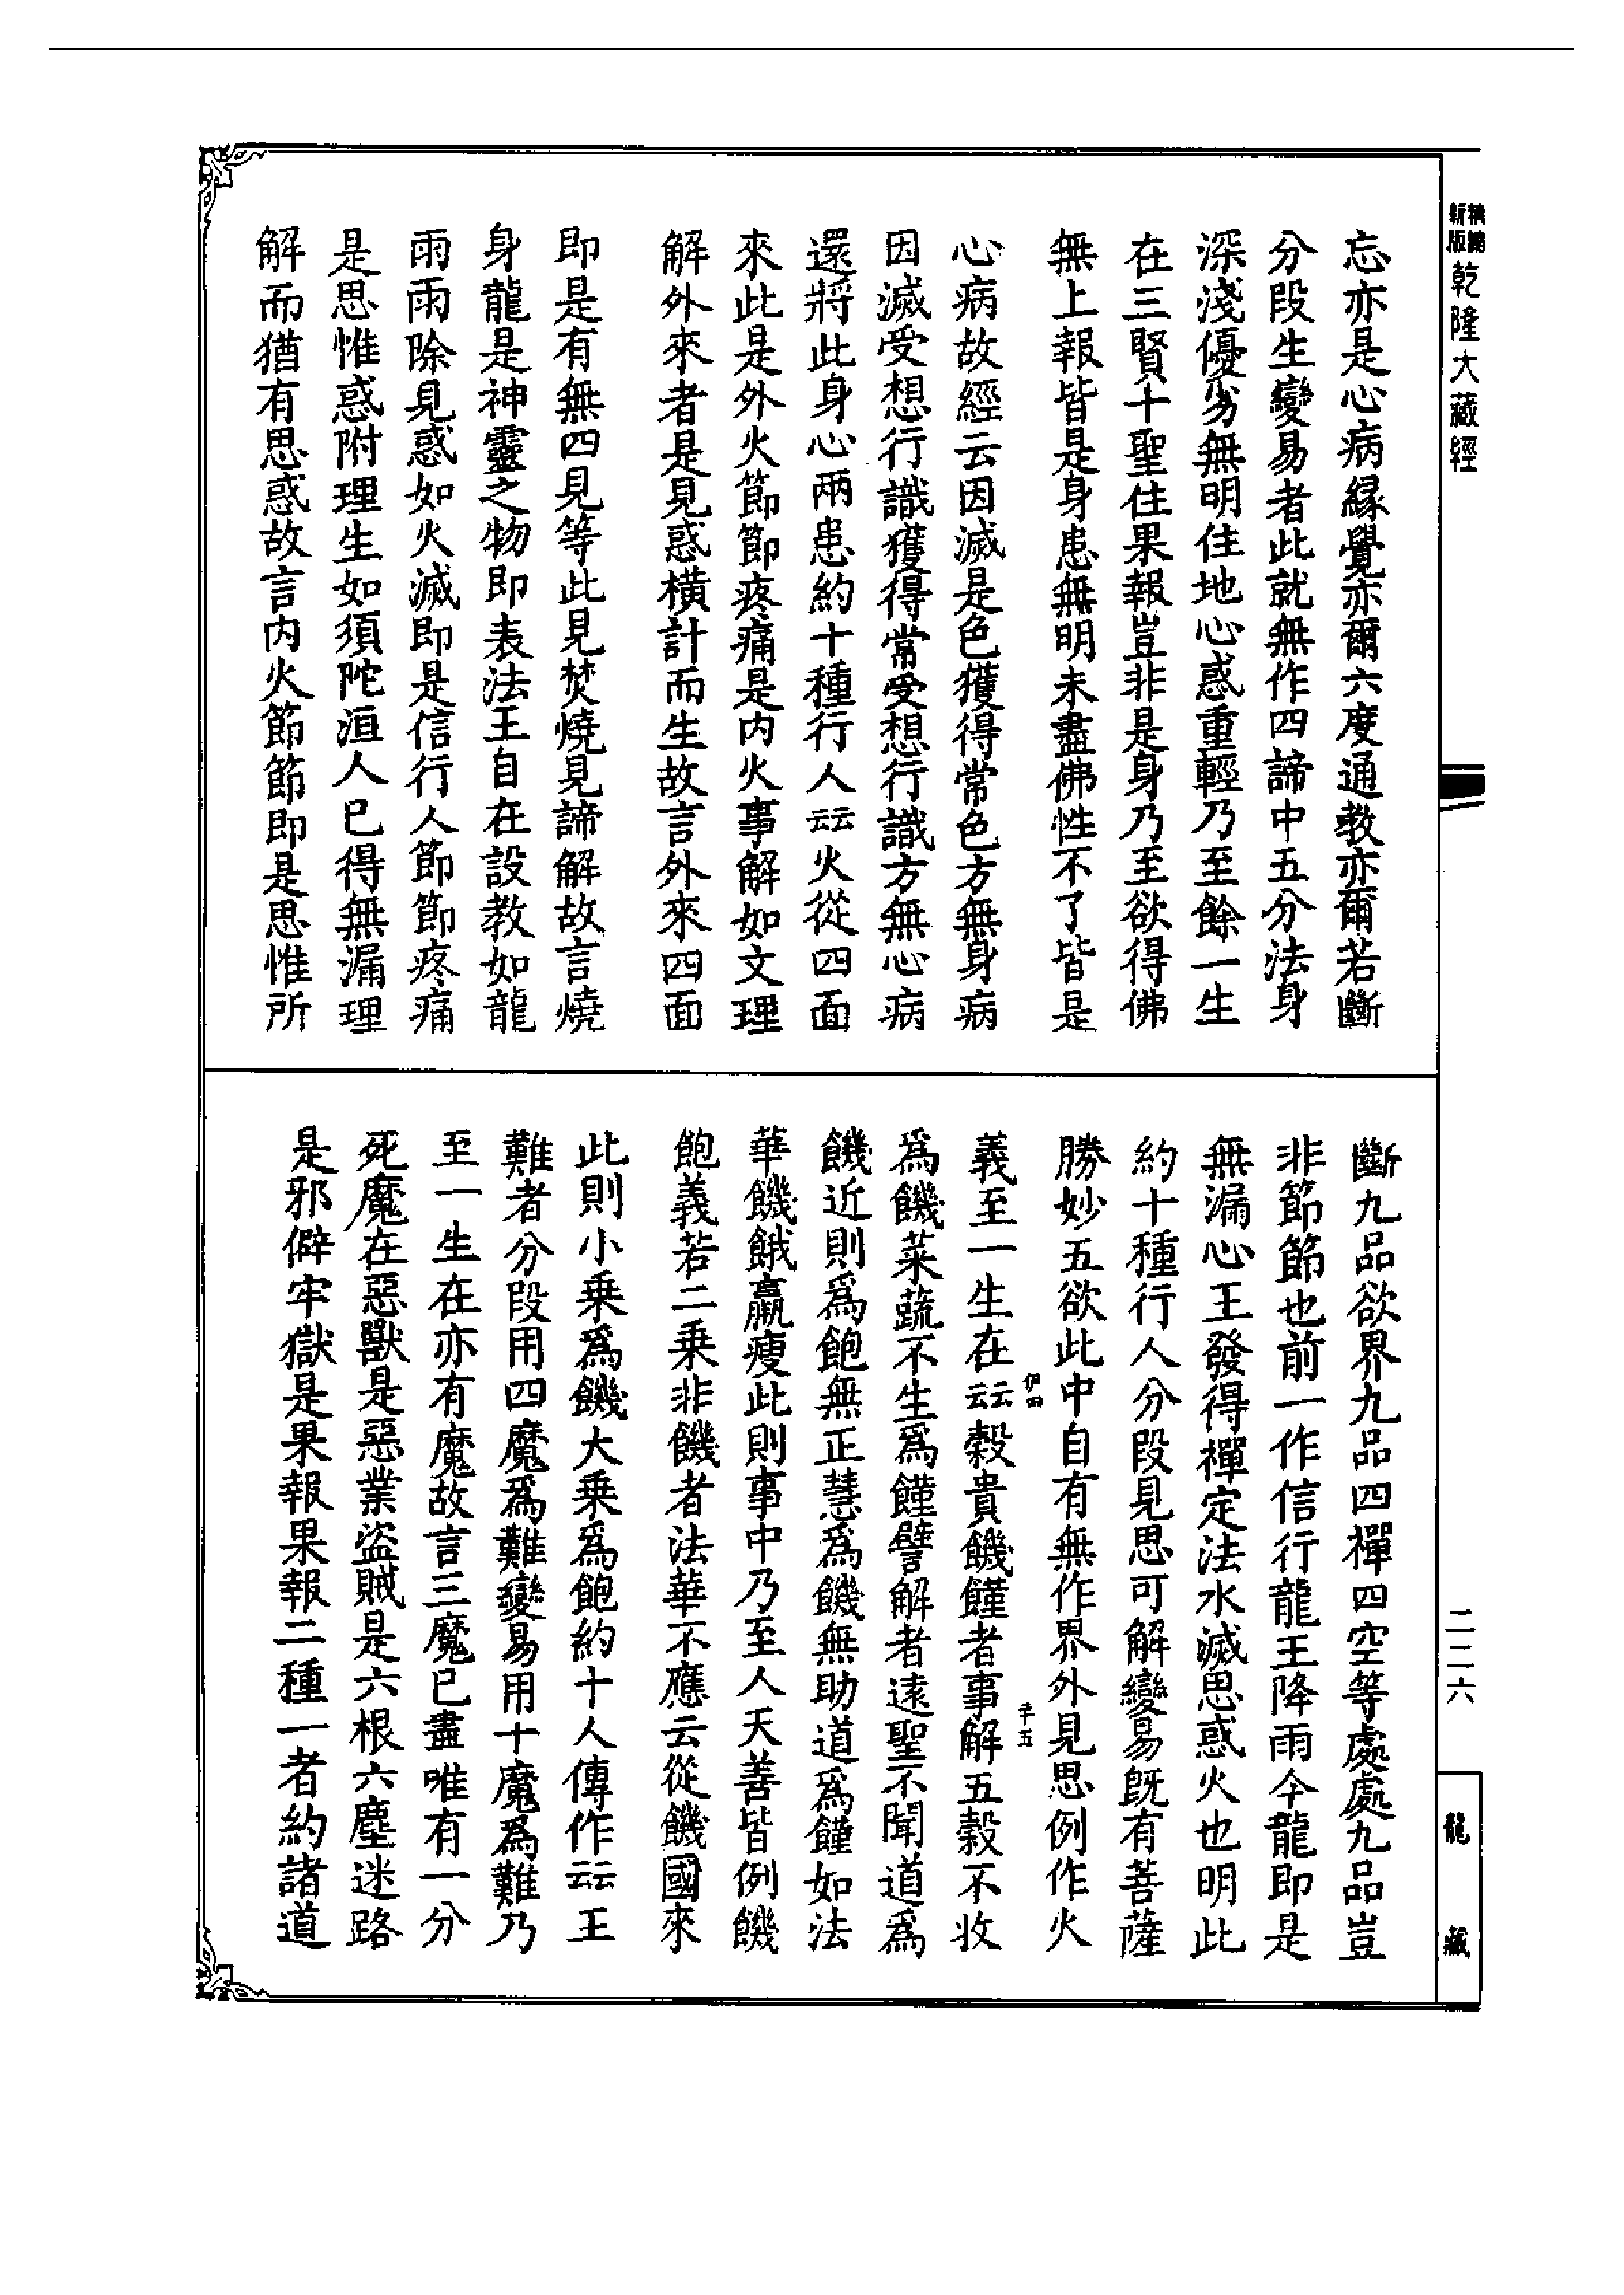 乾隆大藏經
忘亦是心病緣覺亦爾六度通教亦爾若斷
分段生變易者此就無作四諦中五分法身
深淺優劣無明住地心惑重輕乃至餘一生
在三賢十聖住果報豈非是身乃至欲得佛
無上報皆是身患無明未盡佛性不了皆是
心病故經云因滅是色獲得常色方無身病
因滅受想行識獲得常受想行識方無心病
還將此身心兩患約十種行人云云火從四面
來此是外火節節疼痛是内火事解如文理
解外來者是見惑橫計而生故言外來四面
即是有無四見等此見焚燒見諦解故言燒
身龍是神靈之物即表法王自在設教如龍
雨雨除見惑如火滅即是信行人節節疼痛
是思惟惑附理生如須陀洹人已得無漏理
解而猶有思惑故言内火節節即是思惟所
斷九品欲界九品四禪四空等處處九品豈
非節節也前一作信行龍王降雨今龍即是
無漏心王發得禪定法水滅思惑火也明此
約十種行人分段見思可解變易旣有菩薩
勝妙五欲此中自有無作界外見思例作火
義至一生在云云穀貴饑饉者事解五穀不收
爲饑菜蔬不生爲饉譬解者遠聖不聞道爲
饑近則爲飽無正慧爲饑無助道爲饉如法
華饑餓羸瘦此則事中乃至人天善皆例饑
飽義若二乘非饑者法華不應云從饑國來
此則小乘爲饑大乘爲飽約十人傳作云云王
難者分段用四魔爲難變易用十魔爲難乃
至一生在亦有魔故言三魔已盡唯有一分
死魔在惡獸是惡業盜賊是六根六塵迷路
是邪僻牢獄是果報果報二種一者約諸道
二二六
龍藏